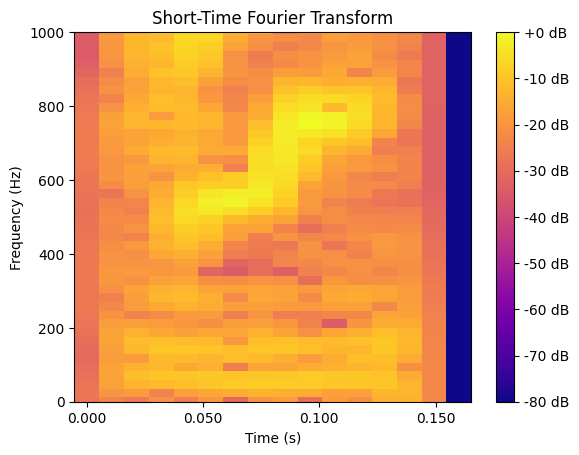 Short-Time Fourier Transform
1000
800
600
400
200
0
Frequency (Hz)
0.000
0.050
0.100
0.150
Time (s)
+0 dB
-10 dB
-20 dB
-30 dB
-40 dB
-50 dB
-60 dB
-70 dB
-80 dB